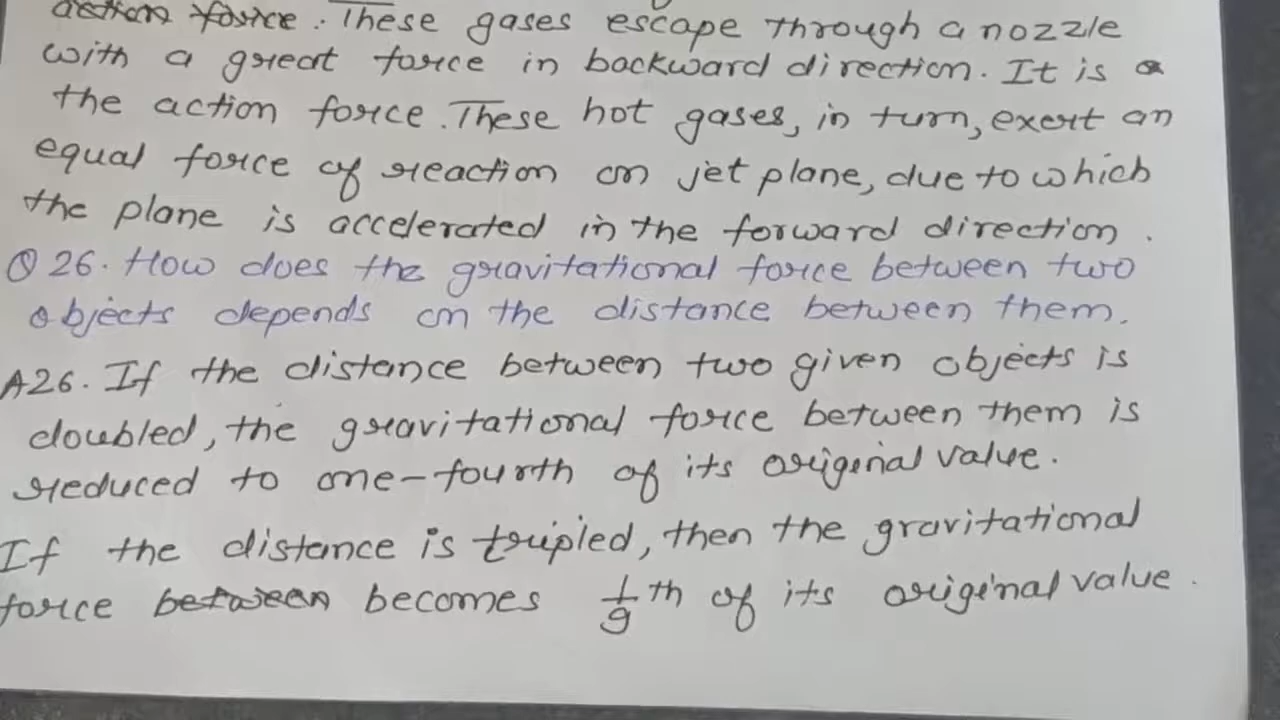 action force. These gases escape through a nozzle
with a great force in backward direction. It is a
the action force. These hot gases, in turn, exert an
equal force of reaction on jet plane, due to which
the plane is accelerated in the forward direction.
Q 26. How does the gravitational force between two
objects depends on the distance between them.
A26. If the distance between two given objects is
doubled, the gravitational force between them is
reduced to one-fourth of its original value.
If the distance is tripled, then the gravitational
force between becomes 1/9 th of its original value.